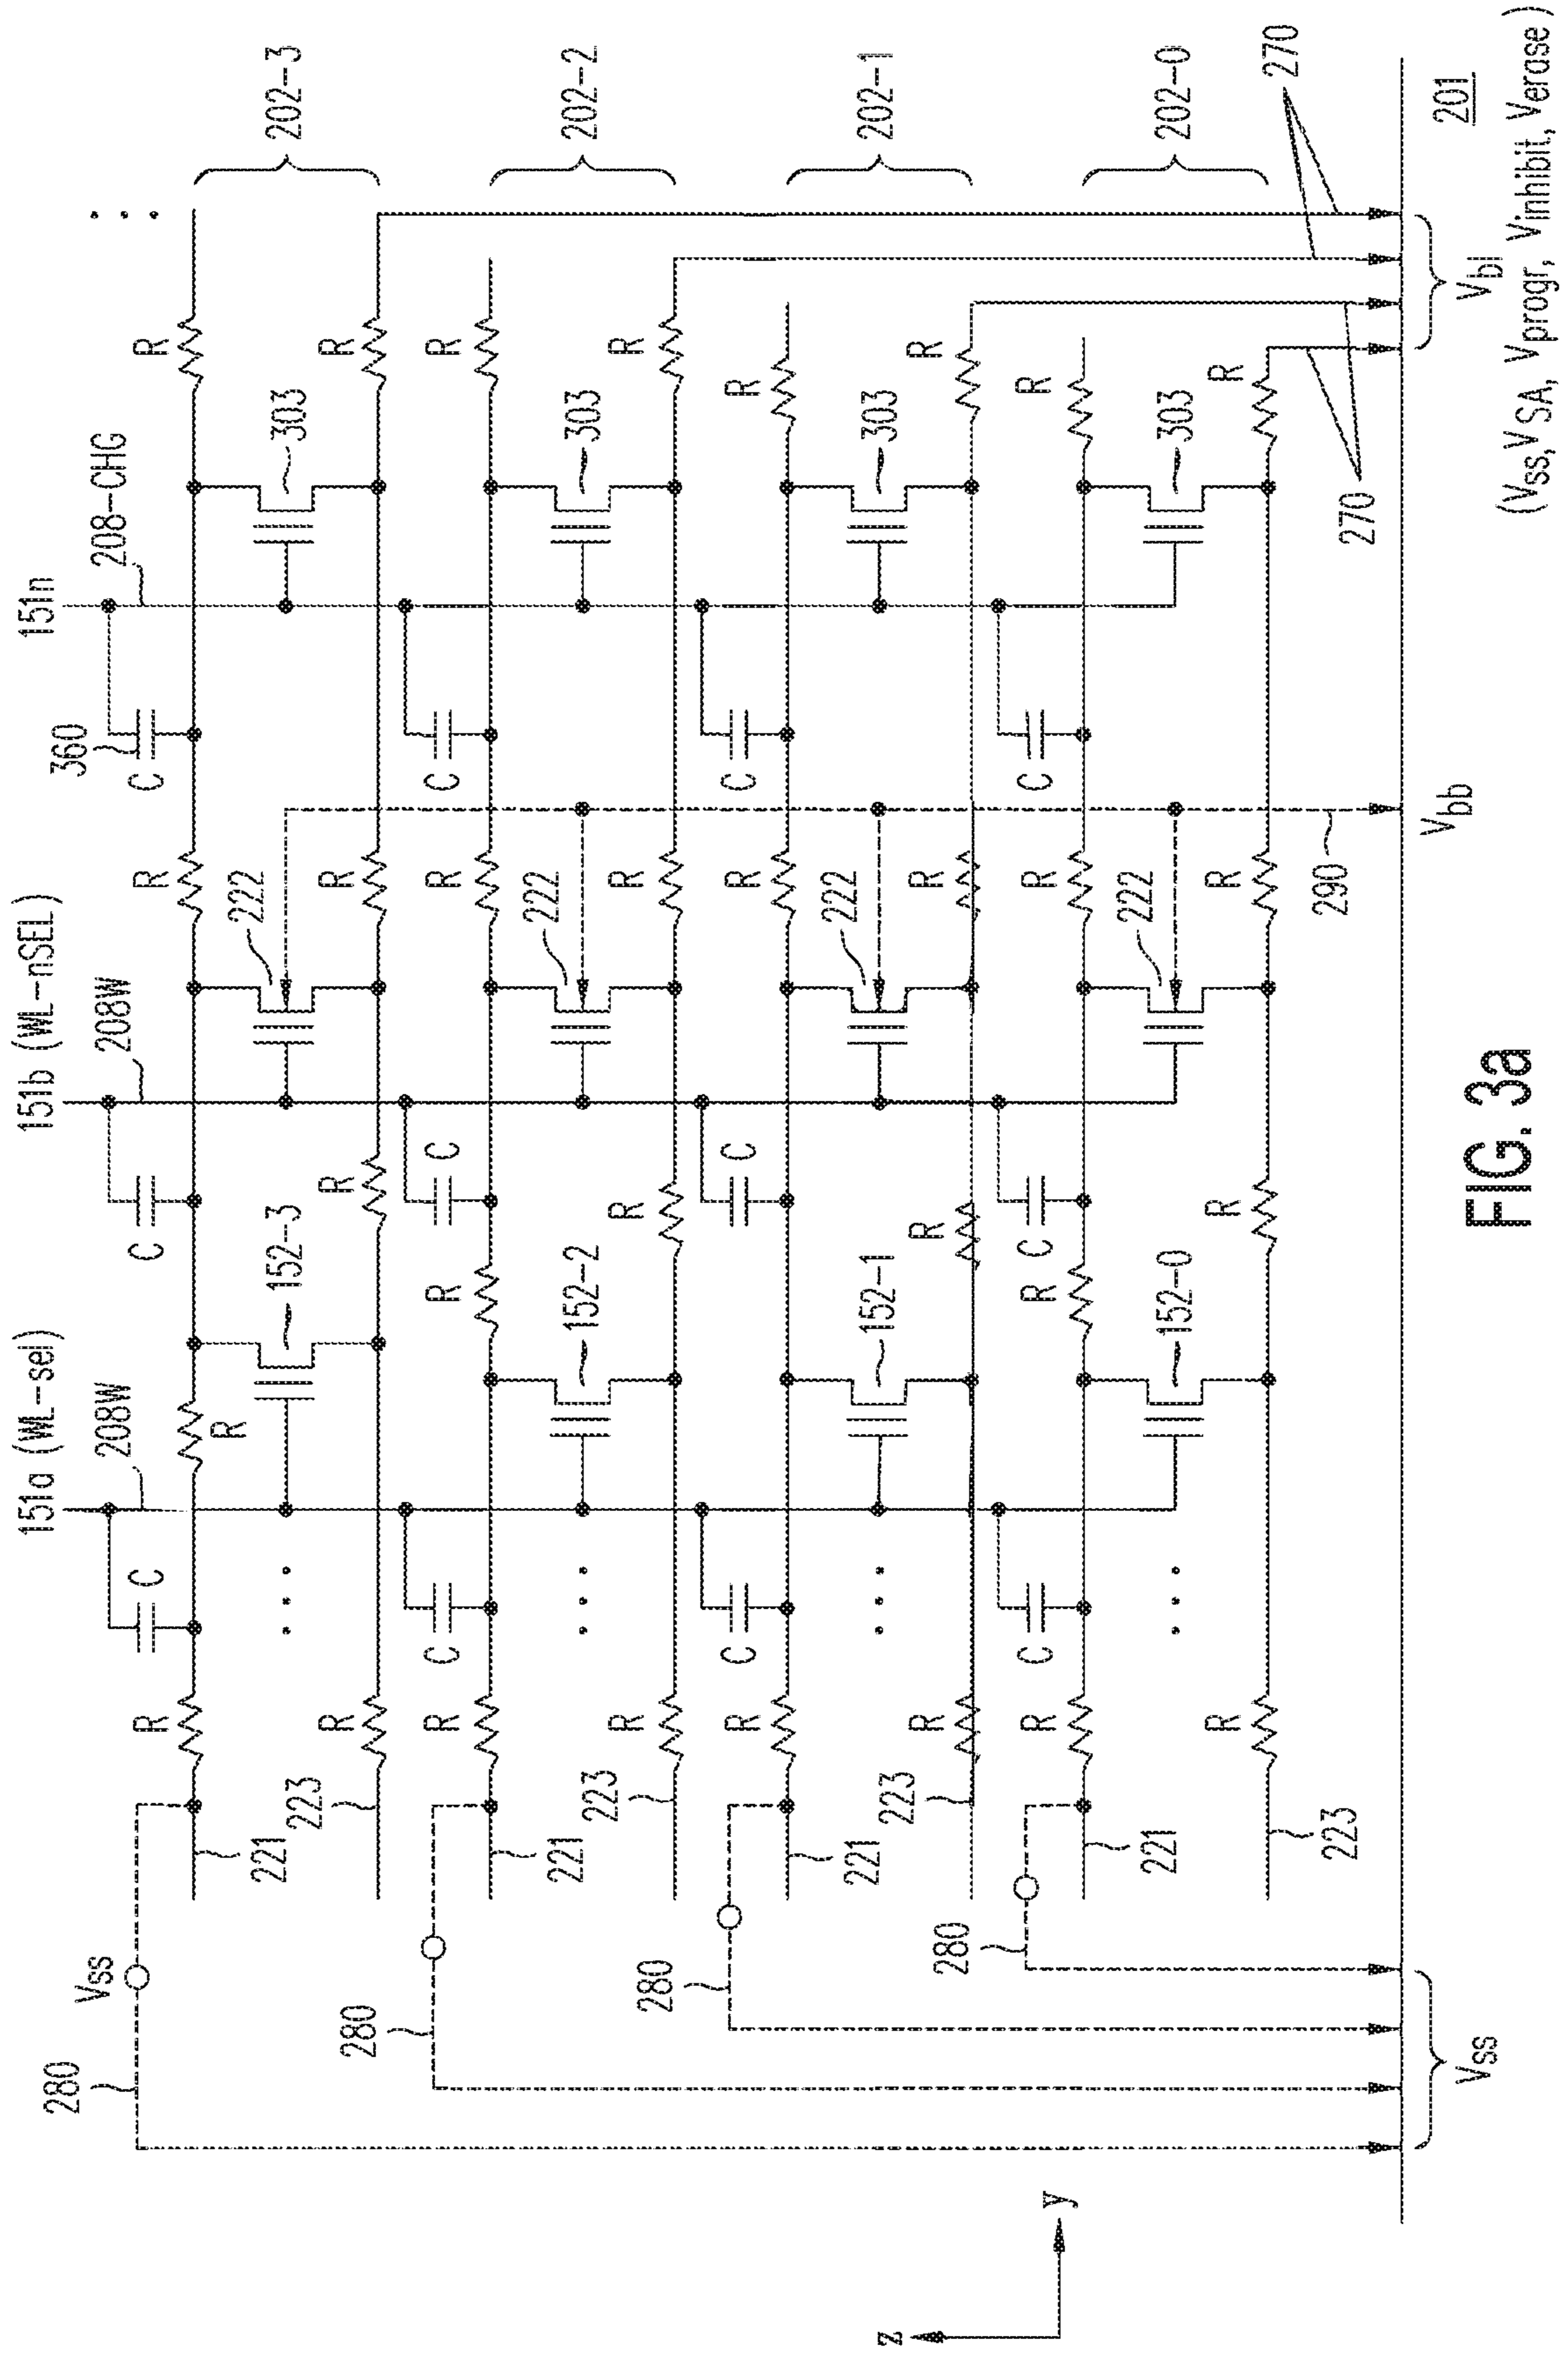 151a (WL-sel)
151b (WL-nSEL)
151n
280
360
Vss
208W
208W
208-CHG
R
C
C
R
C
R
R
222
221
152-3
303
202-3
223
R
R
R
R
280
R
C
R
C
R
C
R
222
221
152-2
303
202-2
223
R
R
R
R
280
R
C
C
R
C
R
222
221
152-1
303
202-1
z
223
R
R
R
R
280
R
C
R
C
R
C
R
y
222
221
152-0
303
202-0
R
R
R
R
270
223
290
270
Vbb
201
Vss
Vbl
(Vss, VSA, Vprogr, Vinhibit, Verase)
FIG. 3a